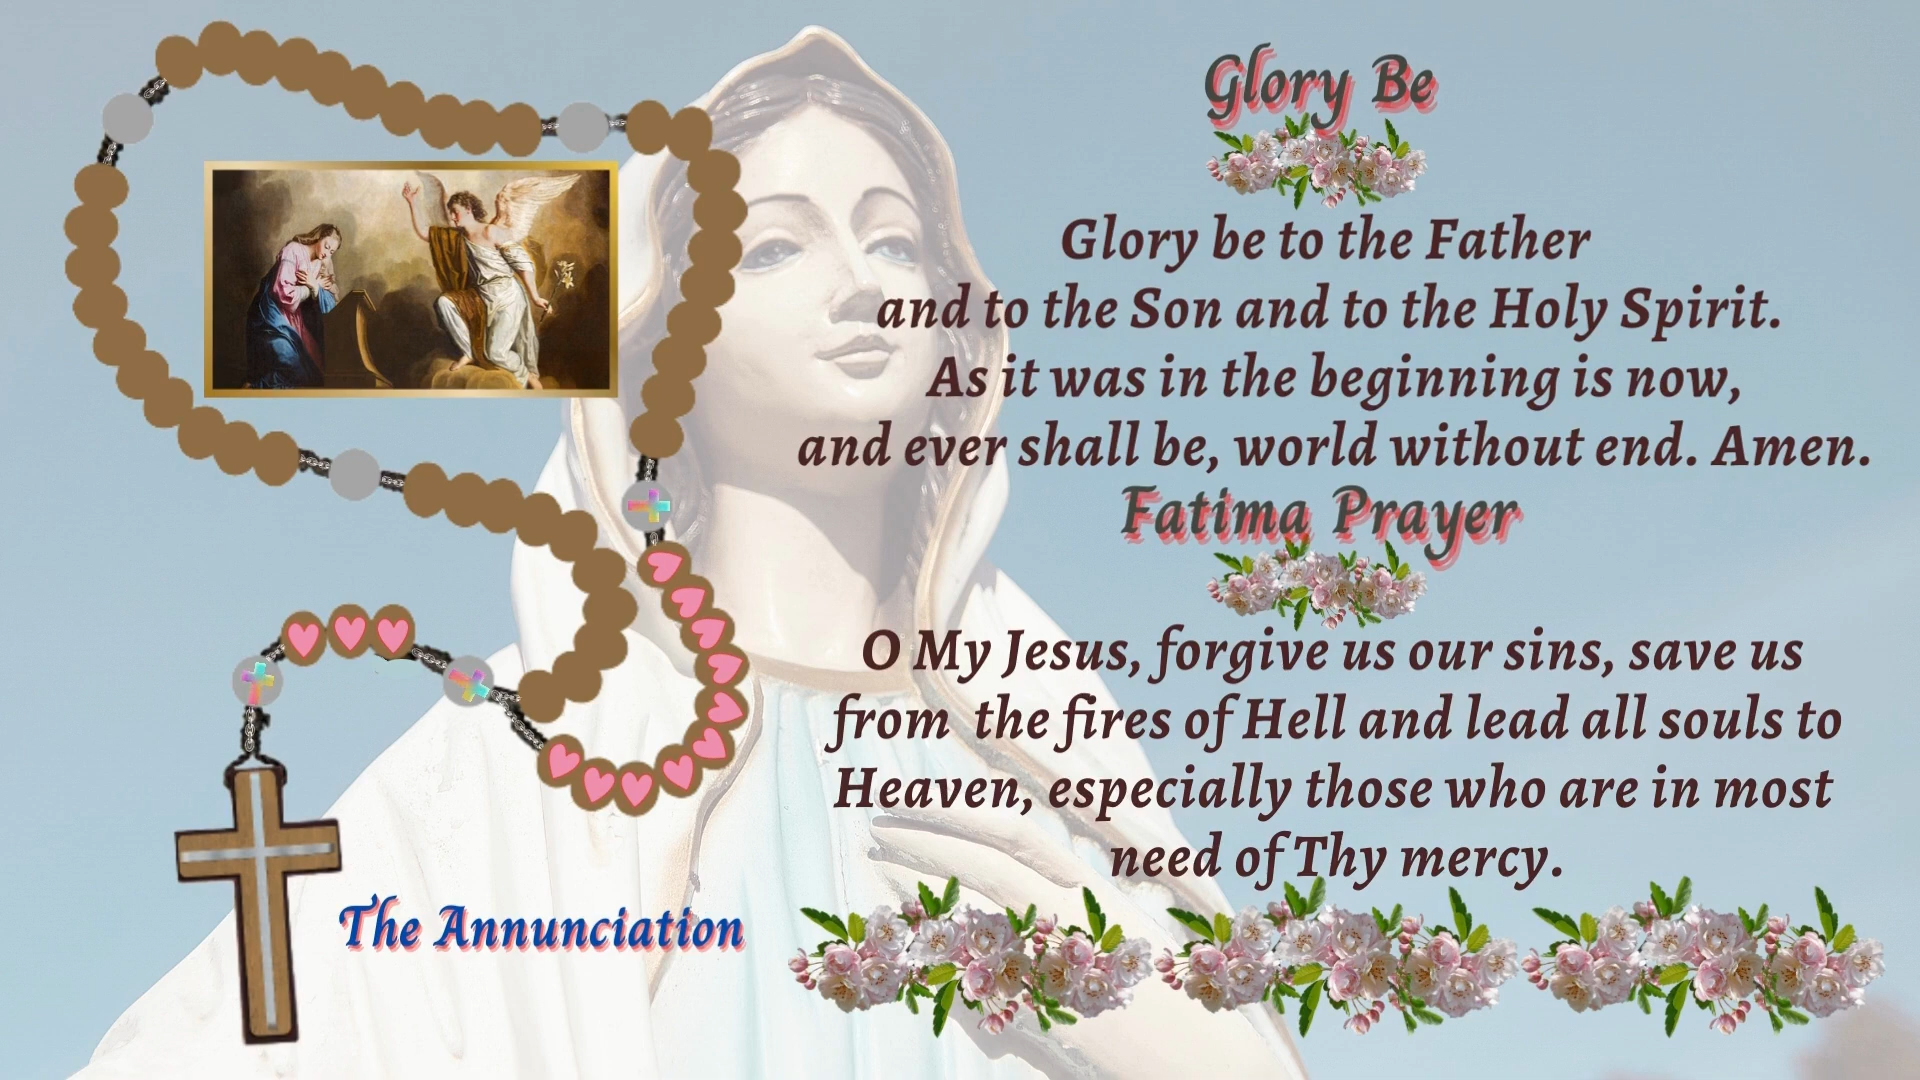 Glory Be
Glory be to the Father
and to the Son and to the Holy Spirit.
As it was in the beginning is now,
and ever shall be, world without end. Amen.
Fatima Prayer
O My Jesus, forgive us our sins, save us
from the fires of Hell and lead all souls to
Heaven, especially those who are in most
need of Thy mercy.
The Annunciation